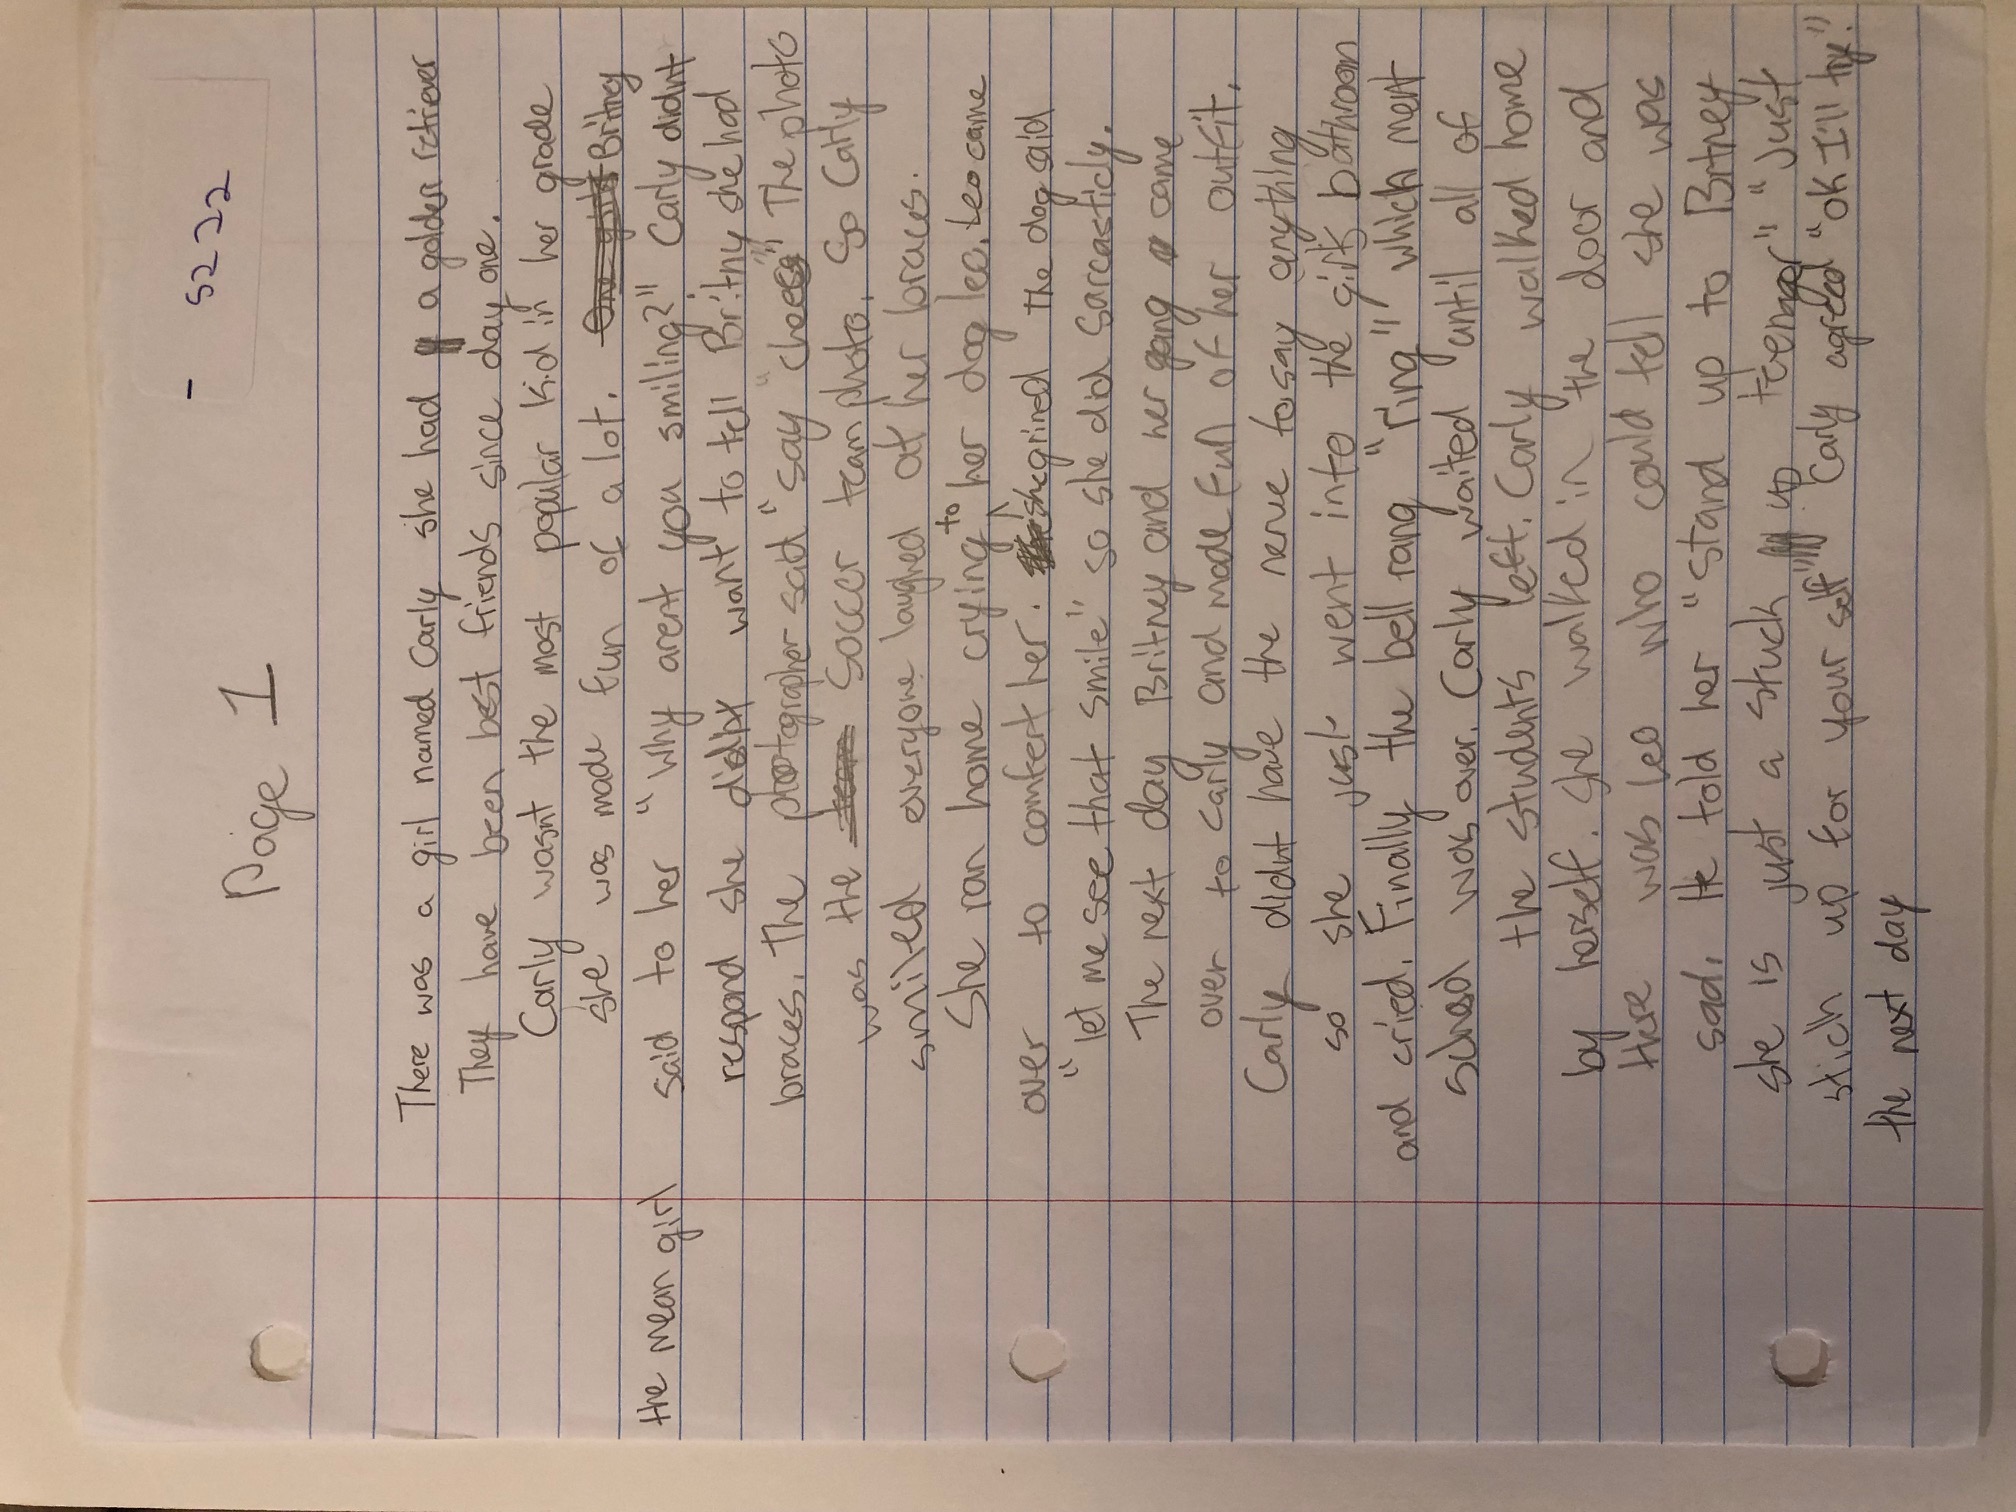 - 5222
Page 1
There was a girl named Carly she had a golden retriever
They have been best friends since day one.
Carly wasnt the most popular kid in her grade
she was made fun of a lot. One girl Britney
the mean girl said to her "Why arent you smiling?" Carly didnt
respond she didnt want to tell Britny she had
braces. The photographer said "say "cheese" The photo
was the team soccer team photo. So Carly
smiled everyone laughed at her braces.
She ran home crying to her dog leo. Leo came
over to comfert her. she grined The dog said
"let me see that smile" so she did sarcasticly.
The next day Britney and her gang came
over to Carly and made fun of her outfit.
Carly didnt have the nerve to say anything
so she just went into the girls bathroom
and cried. Finally the bell rang "ring" which ment
school was over. Carly waited until all of
the students left. Carly walked home
by herself. She walked in the door and
there was leo who could tell she was
sad. He told her "stand up to Britney
she is just a stuck up teenager" "Just
stich up for your self" Carly agreed "ok I'll try."
the next day